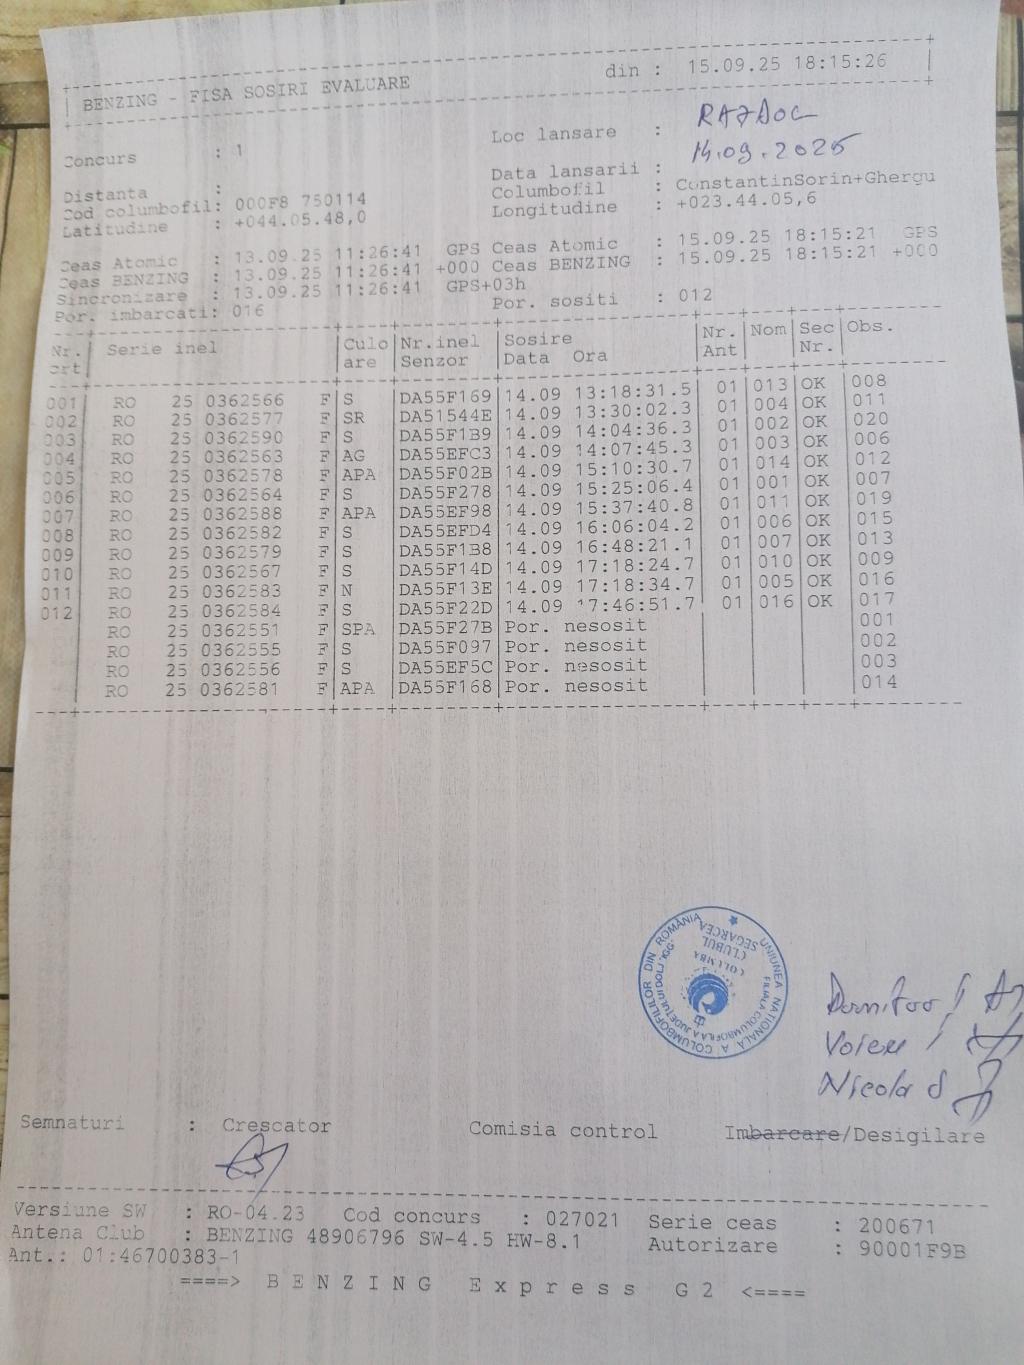 BENZING - FISA SOSIRI EVALUARE din : 15.09.25 18:15:26
Concurs : 1 Loc lansare : RAZDOC
Data lansarii : 14.09.2025
Distanta : Columbofil : ConstantinSorin+Ghergu
Cod columbofil: 000F8 750114 Longitudine : +023.44.05,6
Latitudine : +044.05.48,0
Ceas Atomic : 13.09.25 11:26:41 GPS Ceas Atomic : 15.09.25 18:15:21 GPS
Ceas BENZING : 13.09.25 11:26:41 +000 Ceas BENZING : 15.09.25 18:15:21 +000
Sincronizare : 13.09.25 11:26:41 GPS+03h
Por. imbarcati: 016 Por. sositi : 012
Nr. Serie inel Culo Nr.inel Sosire Nr. Nom Sec Obs.
crt are Senzor Data Ora Ant Nr.
001 RO 25 0362566 F S DA55F169 14.09 13:18:31.5 01 013 OK 008
002 RO 25 0362577 F SR DA51544E 14.09 13:30:02.3 01 004 OK 011
003 RO 25 0362590 F S DA55F1B9 14.09 14:04:36.3 01 002 OK 020
004 RO 25 0362563 F AG DA55EFC3 14.09 14:07:45.3 01 003 OK 006
005 RO 25 0362578 F APA DA55F02B 14.09 15:10:30.7 01 014 OK 012
006 RO 25 0362564 F S DA55F278 14.09 15:25:06.4 01 001 OK 007
007 RO 25 0362588 F APA DA55EF98 14.09 15:37:40.8 01 011 OK 019
008 RO 25 0362582 F S DA55EFD4 14.09 16:06:04.2 01 006 OK 015
009 RO 25 0362579 F S DA55F1B8 14.09 16:48:21.1 01 007 OK 013
010 RO 25 0362567 F S DA55F14D 14.09 17:18:24.7 01 010 OK 009
011 RO 25 0362583 F N DA55F13E 14.09 17:18:34.7 01 005 OK 016
012 RO 25 0362584 F S DA55F22D 14.09 17:46:51.7 01 016 OK 017
RO 25 0362551 F SPA DA55F27B Por. nesosit 001
RO 25 0362555 F S DA55F097 Por. nesosit 002
RO 25 0362556 F S DA55EF5C Por. nesosit 003
RO 25 0362581 F APA DA55F168 Por. nesosit 014
UNIUNEA NATIONALA A COLUMBOFILILOR DIN ROMÂNIA
FILIALA COLUMBOFILA A JUDEŢULUI DOLJ "IGG"
COLUMBA
CLUBUL
SEGARCEA
Nicola S
Semnaturi : Crescator Comisia control Imbarcare/Desigilare
Versiune SW : RO-04.23 Cod concurs : 027021 Serie ceas : 200671
Antena Club : BENZING 48906796 SW-4.5 HW-8.1 Autorizare : 90001F9B
Ant.: 01:46700383-1
====> B E N Z I N G E x p r e s s G 2 <====